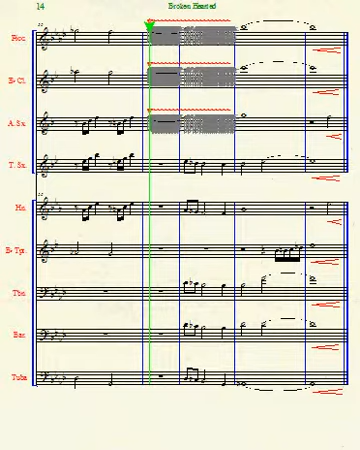 14
Broken Hearted
Picc.
Bb Cl.
A. Sx.
T. Sx.
Hn.
Bb Tpt.
Tbn.
Bar.
Tuba